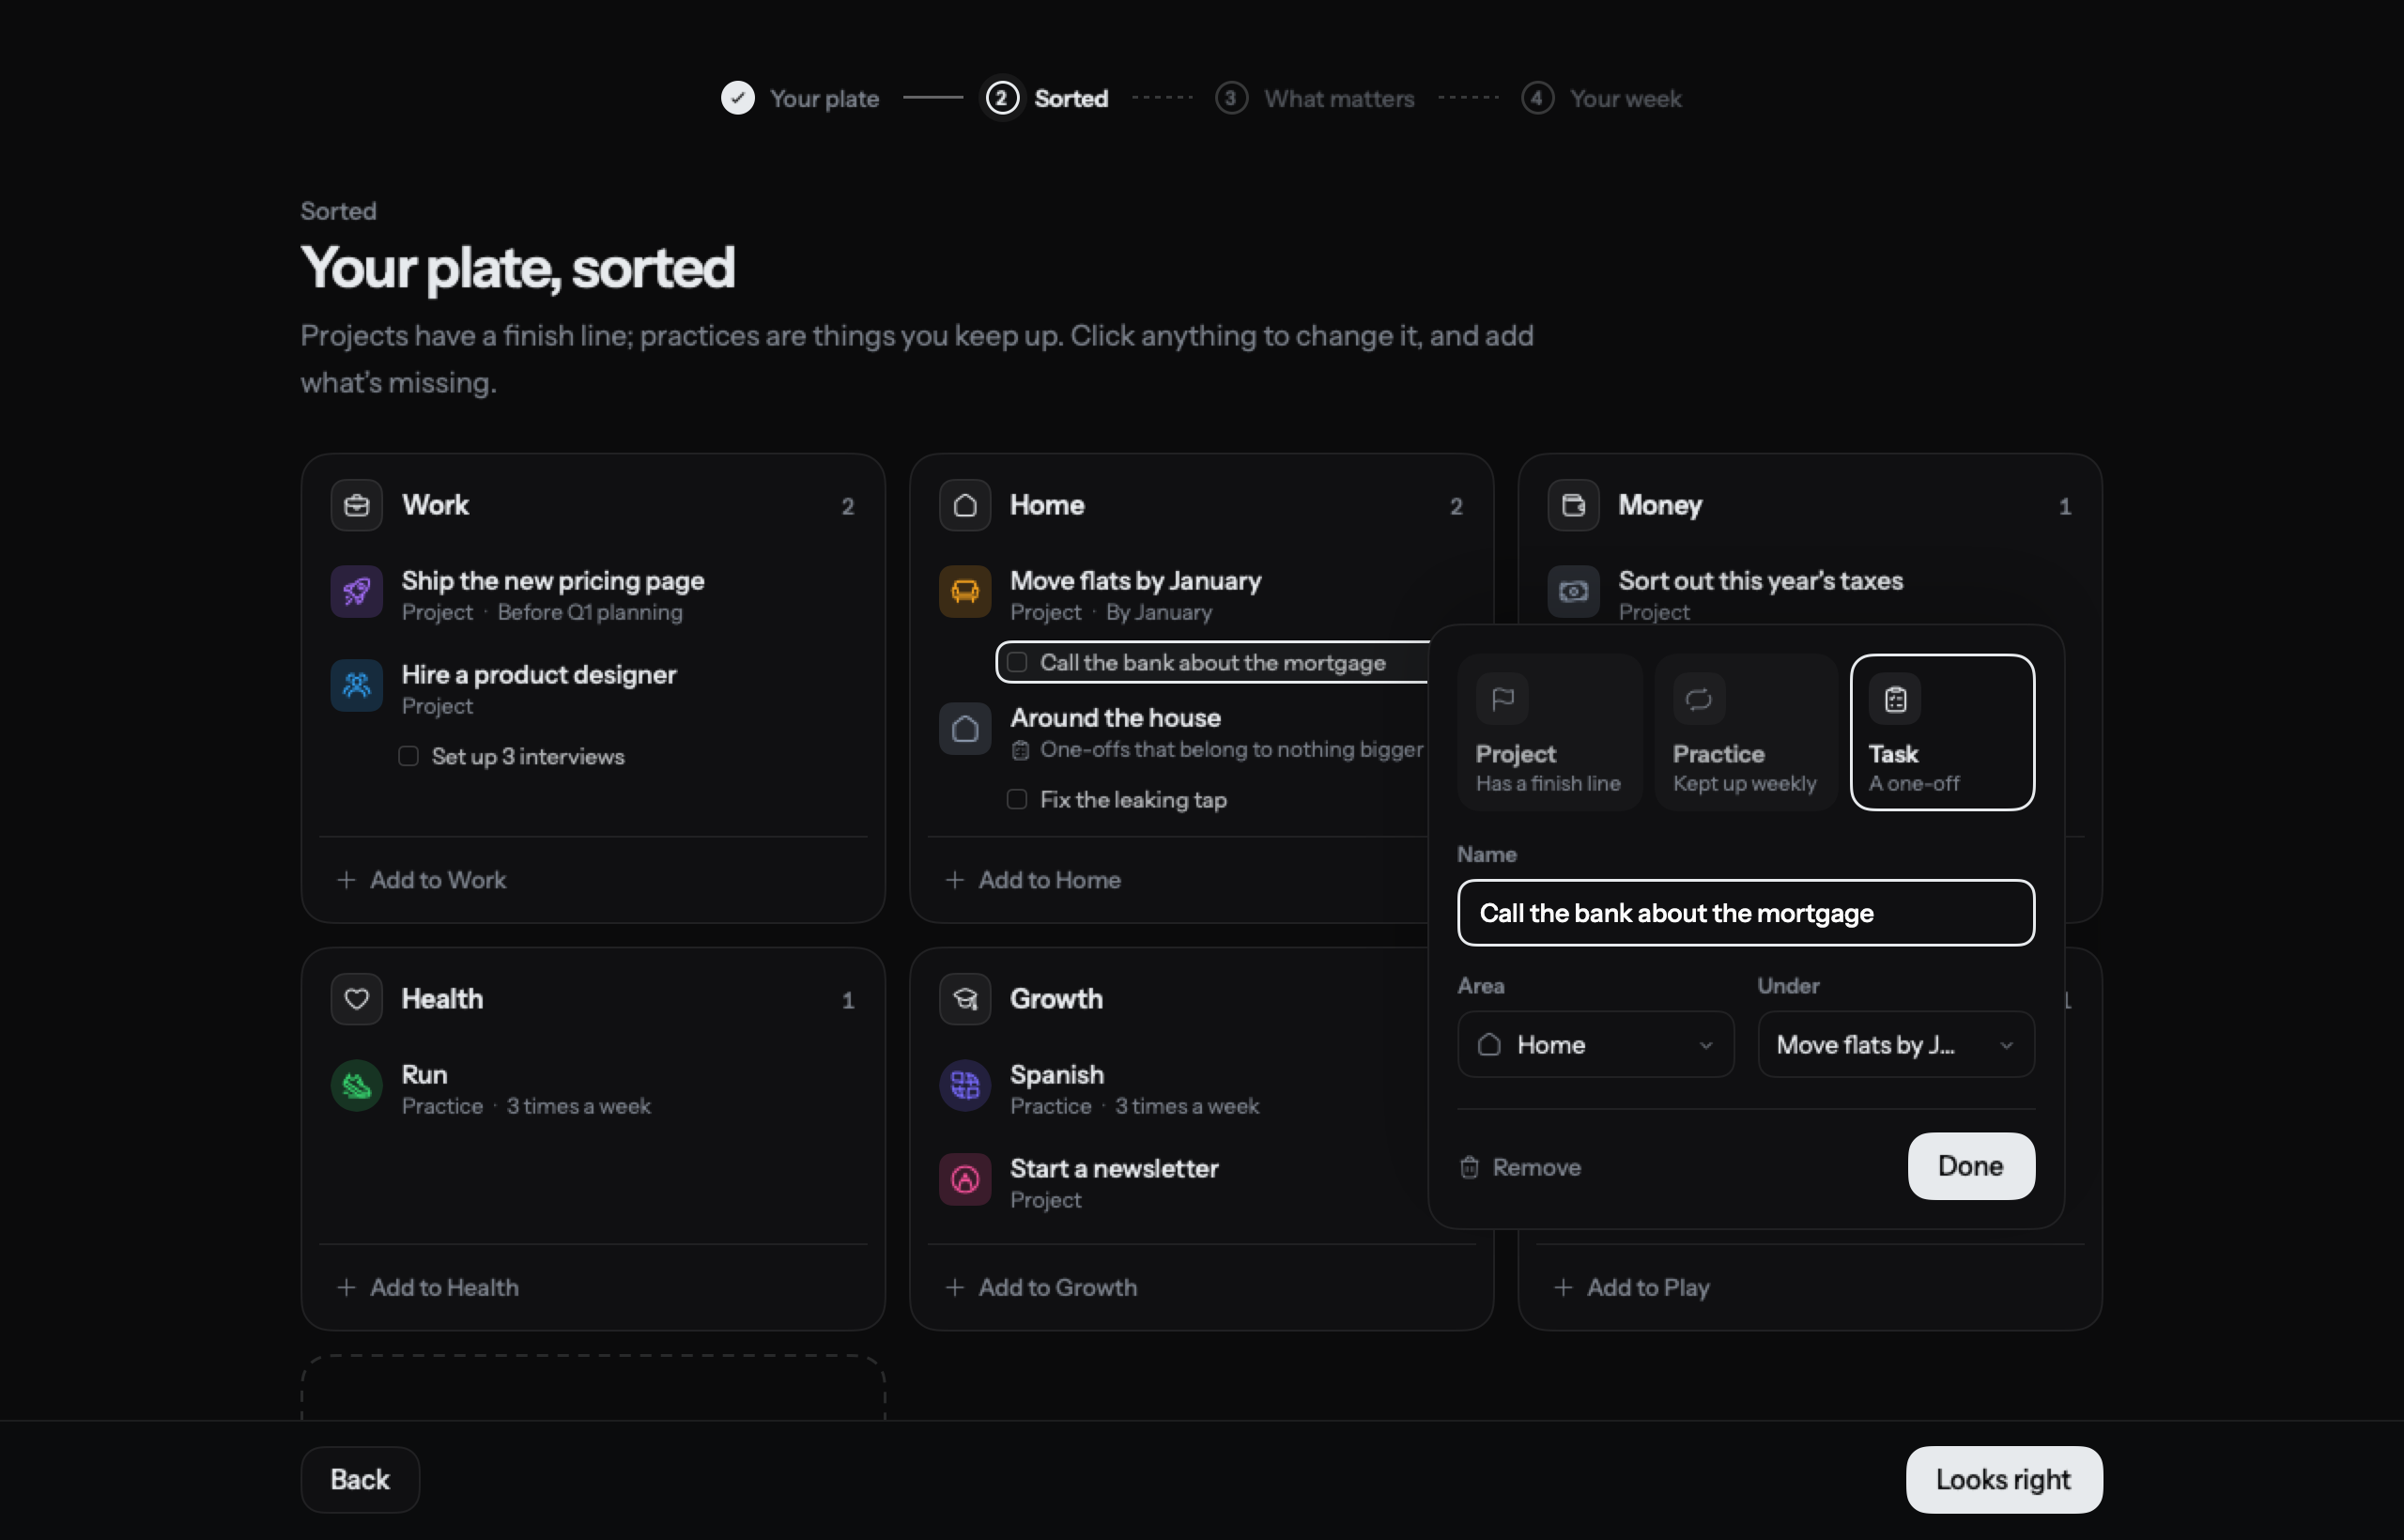 Your plate
2
Sorted
3
What matters
4
Your week
Sorted
Your plate, sorted
Projects have a finish line; practices are things you keep up. Click anything to change it, and add
what's missing.
Work
2
Ship the new pricing page
Project · Before Q1 planning
Hire a product designer
Project
Set up 3 interviews
+ Add to Work
Home
2
Move flats by January
Project · By January
Call the bank about the mortgage
Around the house
One-offs that belong to nothing bigger
Fix the leaking tap
+ Add to Home
Money
1
Sort out this year's taxes
Project
Project
Has a finish line
Practice
Kept up weekly
Task
A one-off
Name
Call the bank about the mortgage
Area
Under
Home
Move flats by J...
Remove
Done
Health
1
Run
Practice · 3 times a week
+ Add to Health
Growth
Spanish
Practice · 3 times a week
Start a newsletter
Project
+ Add to Growth
1
+ Add to Play
Back
Looks right